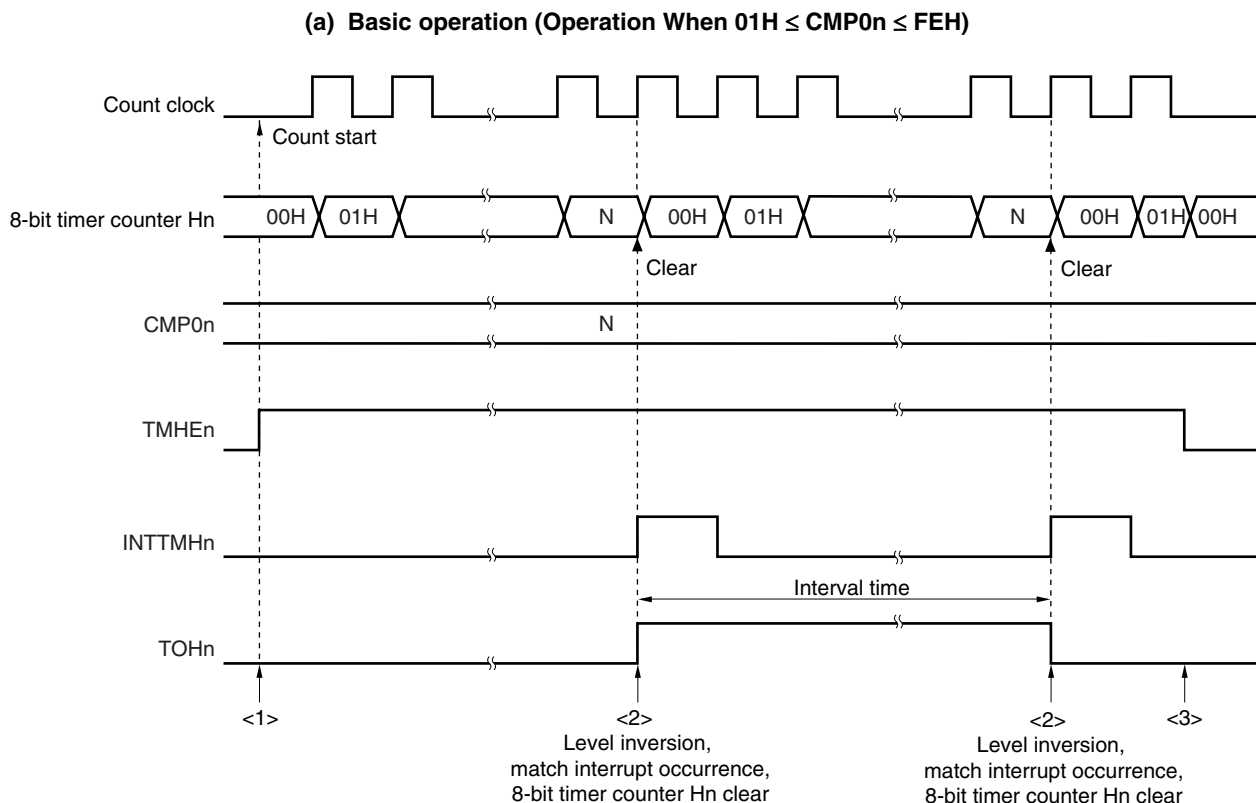 (a) Basic operation (Operation When 01H ≤ CMP0n ≤ FEH)
Count clock
Count start
8-bit timer counter Hn
00H 01H N 00H 01H N 00H 01H 00H
Clear Clear
CMP0n
N
TMHEn
INTTMHn
Interval time
TOHn
<1> <2> <2> <3>
Level inversion,
match interrupt occurrence,
8-bit timer counter Hn clear
Level inversion,
match interrupt occurrence,
8-bit timer counter Hn clear